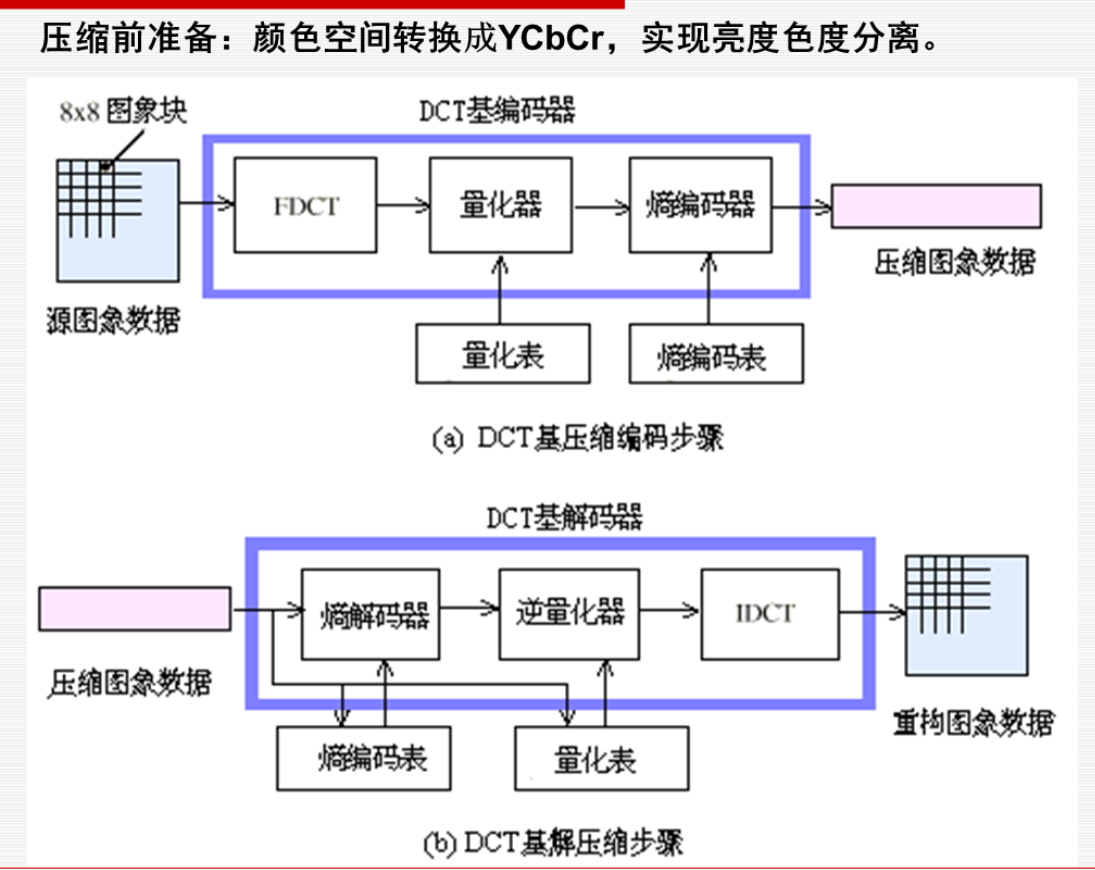 压缩前准备：颜色空间转换成YCbCr，实现亮度色度分离。
8x8 图象块
DCT基编码器
FDCT
量化器
熵编码器
压缩图象数据
源图象数据
量化表
熵编码表
(a) DCT基压缩编码步骤
DCT基解码器
熵解码器
逆量化器
IDCT
压缩图象数据
重构图象数据
熵编码表
量化表
(b) DCT基解压缩步骤